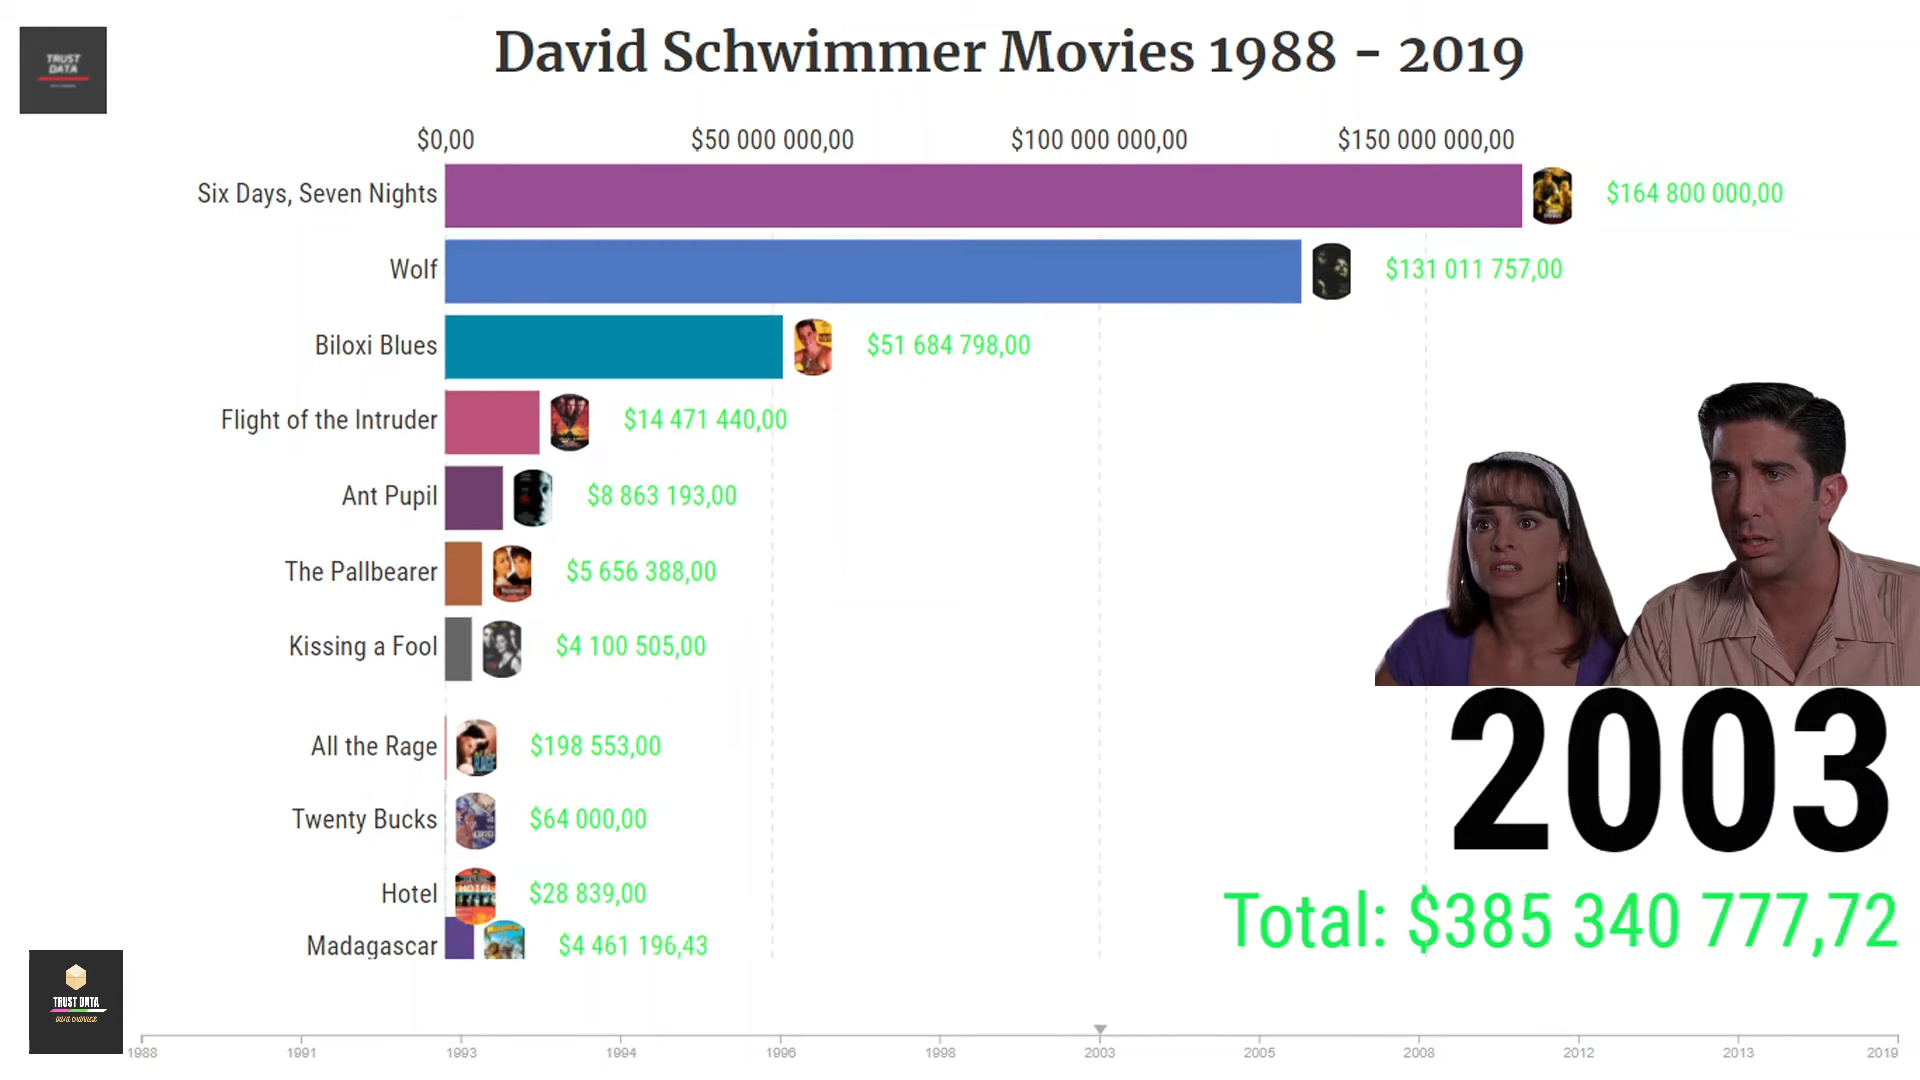 David Schwimmer Movies 1988 - 2019
TRUST
DATA
$0,00 $50 000 000,00 $100 000 000,00 $150 000 000,00
Six Days, Seven Nights $164 800 000,00
Wolf $131 011 757,00
Biloxi Blues $51 684 798,00
Flight of the Intruder $14 471 440,00
Ant Pupil $8 863 193,00
The Pallbearer $5 656 388,00
Kissing a Fool $4 100 505,00
All the Rage $198 553,00
Twenty Bucks $64 000,00
Hotel HOTEL $28 839,00
Madagascar $4 461 196,43
2003
Total: $385 340 777,72
TRUST DATA
1988 1991 1993 1994 1996 1998 2003 2005 2008 2012 2013 2019